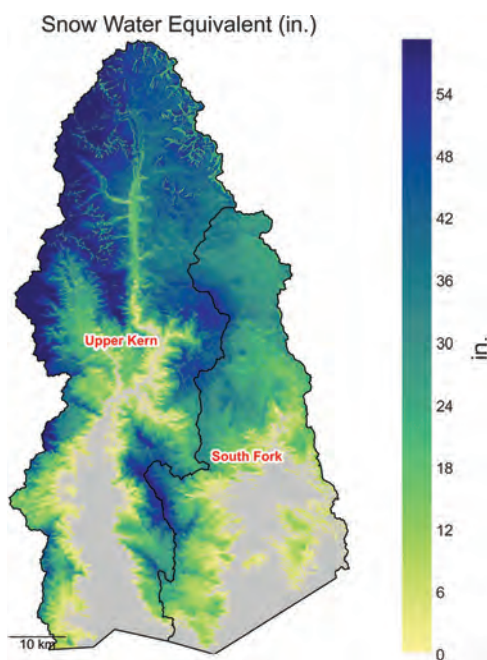 Snow Water Equivalent (in.)
54
48
42
36
Upper Kern
30
in.
24
South Fork
18
12
6
0
10 km